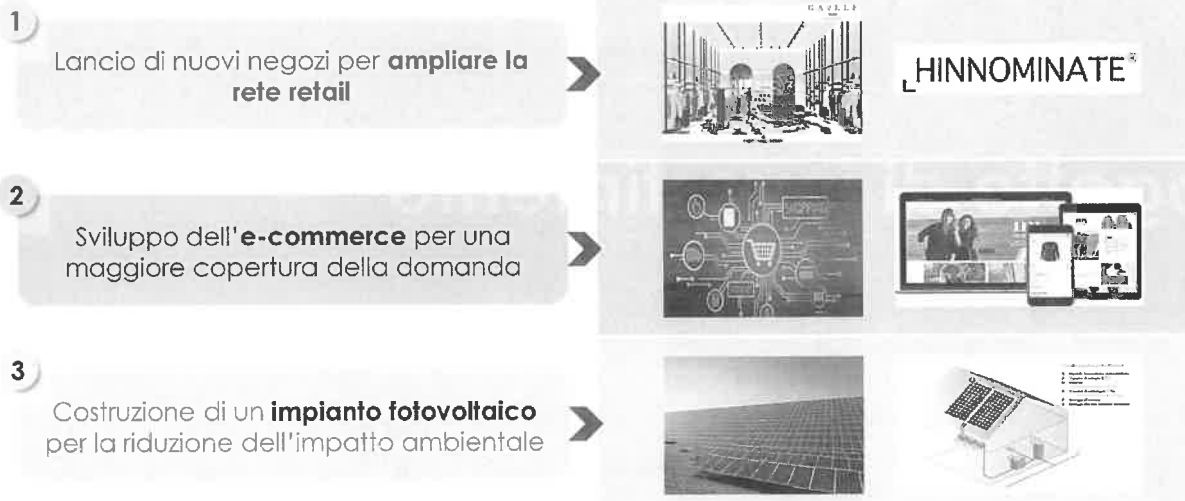 1
Lancio di nuovi negozi per ampliare la
rete retail
HINNOMINATE
2
Sviluppo dell'e-commerce per una
maggiore copertura della domanda
SHOPPING
3
Costruzione di un impianto fotovoltaico
per la riduzione dell'impatto ambientale